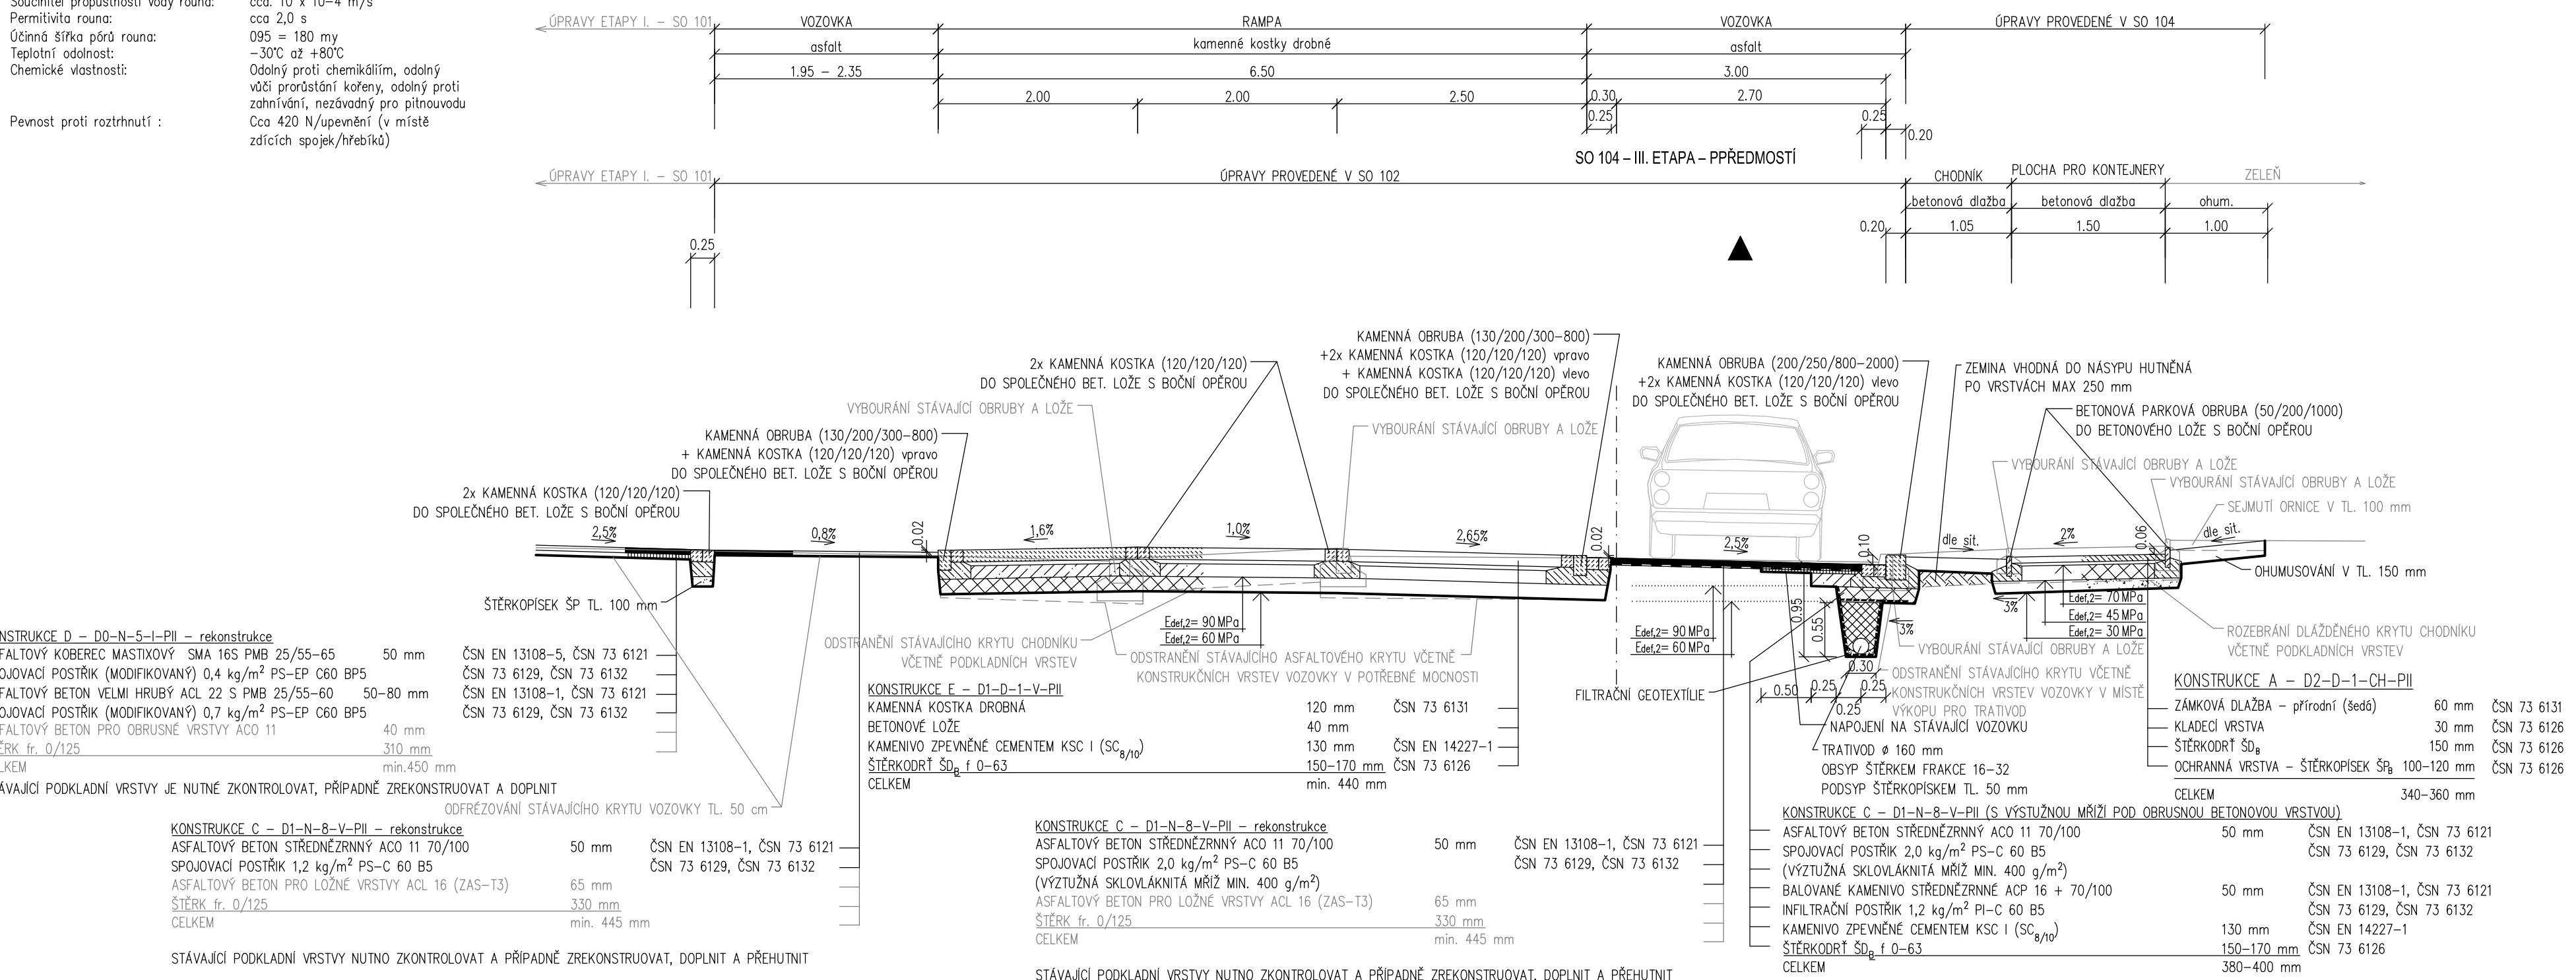 Součinitel propustnosti vody rouna: cca. 10 x 10-4 m/s
Permitivita rouna: cca 2,0 s
Účinná šířka pórů rouna: 095 = 180 my
Teplotní odolnost: -30°C až +80°C
Chemické vlastnosti: Odolný proti chemikáliím, odolný
vůči prorůstání kořeny, odolný proti
zahnívání, nezávadný pro pitnouvodu
Pevnost proti roztrhnutí : Cca 420 N/upevnění (v místě
zdících spojek/hřebíků)
ÚPRAVY ETAPY I. - SO 101 VOZOVKA RAMPA VOZOVKA ÚPRAVY PROVEDENÉ V SO 104
asfalt kamenné kostky drobné asfalt
1.95 - 2.35 6.50 3.00
2.00 2.00 2.50 0.30 2.70
0.25 0.25
0.20
SO 104 – III. ETAPA – PPŘEDMOSTÍ
ÚPRAVY ETAPY I. - SO 101 ÚPRAVY PROVEDENÉ V SO 102 CHODNÍK PLOCHA PRO KONTEJNERY ZELEŇ
betonová dlažba betonová dlažba ohum.
0.20 1.05 1.50 1.00
0.25
KAMENNÁ OBRUBA (130/200/300-800)
+2x KAMENNÁ KOSTKA (120/120/120) vpravo
+ KAMENNÁ KOSTKA (120/120/120) vlevo
DO SPOLEČNÉHO BET. LOŽE S BOČNÍ OPĚROU
2x KAMENNÁ KOSTKA (120/120/120)
DO SPOLEČNÉHO BET. LOŽE S BOČNÍ OPĚROU
KAMENNÁ OBRUBA (200/250/800-2000)
+2x KAMENNÁ KOSTKA (120/120/120) vlevo
DO SPOLEČNÉHO BET. LOŽE S BOČNÍ OPĚROU
ZEMINA VHODNÁ DO NÁSYPU HUTNĚNÁ
PO VRSTVÁCH MAX 250 mm
VYBOURÁNÍ STÁVAJÍCÍ OBRUBY A LOŽE
BETONOVÁ PARKOVÁ OBRUBA (50/200/1000)
DO BETONOVÉHO LOŽE S BOČNÍ OPĚROU
VYBOURÁNÍ STÁVAJÍCÍ OBRUBY A LOŽE
KAMENNÁ OBRUBA (130/200/300-800)
+ KAMENNÁ KOSTKA (120/120/120) vpravo
DO SPOLEČNÉHO BET. LOŽE S BOČNÍ OPĚROU
VYBOURÁNÍ STÁVAJÍCÍ OBRUBY A LOŽE
VYBOURÁNÍ STÁVAJÍCÍ OBRUBY A LOŽE
2x KAMENNÁ KOSTKA (120/120/120)
DO SPOLEČNÉHO BET. LOŽE S BOČNÍ OPĚROU
SEJMUTÍ ORNICE V TL. 100 mm
2,5% 0,8% 0.02 1,6% 1,0% 2,65% 0.02 2,5% 0.10 dle sit. 2% 0.06 dle sit.
OHUMUSOVÁNÍ V TL. 150 mm
ŠTĚRKOPÍSEK ŠP TL. 100 mm
Edef,2= 90 MPa
Edef,2= 60 MPa
Edef,2= 90 MPa
Edef,2= 60 MPa
0.95
0.55
3%
3%
Edef,2= 70 MPa
Edef,2= 45 MPa
Edef,2= 30 MPa
ROZEBRÁNÍ DLÁŽDĚNÉHO KRYTU CHODNÍKU
VČETNĚ PODKLADNÍCH VRSTEV
ODSTRANĚNÍ STÁVAJÍCÍHO KRYTU CHODNÍKU
VČETNĚ PODKLADNÍCH VRSTEV
ODSTRANĚNÍ STÁVAJÍCÍHO ASFALTOVÉHO KRYTU VČETNĚ
KONSTRUKČNÍCH VRSTEV VOZOVKY V POTŘEBNÉ MOCNOSTI
VYBOURÁNÍ STÁVAJÍCÍ OBRUBY A LOŽE
ODSTRANĚNÍ STÁVAJÍCÍHO KRYTU VČETNĚ
KONSTRUKČNÍCH VRSTEV VOZOVKY V MÍSTĚ
VÝKOPU PRO TRATIVOD
FILTRAČNÍ GEOTEXTÍLIE
0.30
0.50 0.25 0.25
0.25
NAPOJENÍ NA STÁVAJÍCÍ VOZOVKU
TRATIVOD ø 160 mm
OBSYP ŠTĚRKEM FRAKCE 16-32
PODSYP ŠTĚRKOPÍSKEM TL. 50 mm
NSTRUKCE D - D0-N-5-I-PII - rekonstrukce
FALTOVÝ KOBEREC MASTIXOVÝ SMA 16S PMB 25/55-65 50 mm ČSN EN 13108-5, ČSN 73 6121
OJOVACÍ POSTŘIK (MODIFIKOVANÝ) 0,4 kg/m² PS-EP C60 BP5 ČSN 73 6129, ČSN 73 6132
FALTOVÝ BETON VELMI HRUBÝ ACL 22 S PMB 25/55-60 50-80 mm ČSN EN 13108-1, ČSN 73 6121
OJOVACÍ POSTŘIK (MODIFIKOVANÝ) 0,7 kg/m² PS-EP C60 BP5 ČSN 73 6129, ČSN 73 6132
FALTOVÝ BETON PRO OBRUSNÉ VRSTVY ACO 11 40 mm
ĚRK fr. 0/125 310 mm
LKEM min.450 mm
ÁVAJÍCÍ PODKLADNÍ VRSTVY JE NUTNÉ ZKONTROLOVAT, PŘÍPADNĚ ZREKONSTRUOVAT A DOPLNIT
ODFRÉZOVÁNÍ STÁVAJÍCÍHO KRYTU VOZOVKY TL. 50 cm
KONSTRUKCE E - D1-D-1-V-PII
KAMENNÁ KOSTKA DROBNÁ 120 mm ČSN 73 6131
BETONOVÉ LOŽE 40 mm
KAMENIVO ZPEVNĚNÉ CEMENTEM KSC I (SC8/10) 130 mm ČSN EN 14227-1
ŠTĚRKODRŤ ŠDB f 0-63 150-170 mm ČSN 73 6126
CELKEM min. 440 mm
KONSTRUKCE A - D2-D-1-CH-PII
ZÁMKOVÁ DLAŽBA - přírodní (šedá) 60 mm ČSN 73 6131
KLADECÍ VRSTVA 30 mm ČSN 73 6126
ŠTĚRKODRŤ ŠDB 150 mm ČSN 73 6126
OCHRANNÁ VRSTVA - ŠTĚRKOPÍSEK ŠPB 100-120 mm ČSN 73 6126
CELKEM 340-360 mm
KONSTRUKCE C - D1-N-8-V-PII - rekonstrukce
ASFALTOVÝ BETON STŘEDNĚZRNNÝ ACO 11 70/100 50 mm ČSN EN 13108-1, ČSN 73 6121
SPOJOVACÍ POSTŘIK 1,2 kg/m² PS-C 60 B5 ČSN 73 6129, ČSN 73 6132
ASFALTOVÝ BETON PRO LOŽNÉ VRSTVY ACL 16 (ZAS-T3) 65 mm
ŠTĚRK fr. 0/125 330 mm
CELKEM min. 445 mm
STÁVAJÍCÍ PODKLADNÍ VRSTVY NUTNO ZKONTROLOVAT A PŘÍPADNĚ ZREKONSTRUOVAT, DOPLNIT A PŘEHUTNIT
KONSTRUKCE C - D1-N-8-V-PII - rekonstrukce
ASFALTOVÝ BETON STŘEDNĚZRNNÝ ACO 11 70/100 50 mm ČSN EN 13108-1, ČSN 73 6121
SPOJOVACÍ POSTŘIK 2,0 kg/m² PS-C 60 B5 ČSN 73 6129, ČSN 73 6132
(VÝZTUŽNÁ SKLOVLÁKNITÁ MŘÍŽ MIN. 400 g/m²)
ASFALTOVÝ BETON PRO LOŽNÉ VRSTVY ACL 16 (ZAS-T3) 65 mm
ŠTĚRK fr. 0/125 330 mm
CELKEM min. 445 mm
STÁVAJÍCÍ PODKLADNÍ VRSTVY NUTNO ZKONTROLOVAT A PŘÍPADNĚ ZREKONSTRUOVAT, DOPLNIT A PŘEHUTNIT
KONSTRUKCE C - D1-N-8-V-PII (S VÝSTUŽNOU MŘÍŽÍ POD OBRUSNOU BETONOVOU VRSTVOU)
ASFALTOVÝ BETON STŘEDNĚZRNNÝ ACO 11 70/100 50 mm ČSN EN 13108-1, ČSN 73 6121
SPOJOVACÍ POSTŘIK 2,0 kg/m² PS-C 60 B5 ČSN 73 6129, ČSN 73 6132
(VÝZTUŽNÁ SKLOVLÁKNITÁ MŘÍŽ MIN. 400 g/m²)
BALOVANÉ KAMENIVO STŘEDNĚZRNNÉ ACP 16 + 70/100 50 mm ČSN EN 13108-1, ČSN 73 6121
INFILTRAČNÍ POSTŘIK 1,2 kg/m² PI-C 60 B5 ČSN 73 6129, ČSN 73 6132
KAMENIVO ZPEVNĚNÉ CEMENTEM KSC I (SC8/10) 130 mm ČSN EN 14227-1
ŠTĚRKODRŤ ŠDB f 0-63 150-170 mm ČSN 73 6126
CELKEM 380-400 mm